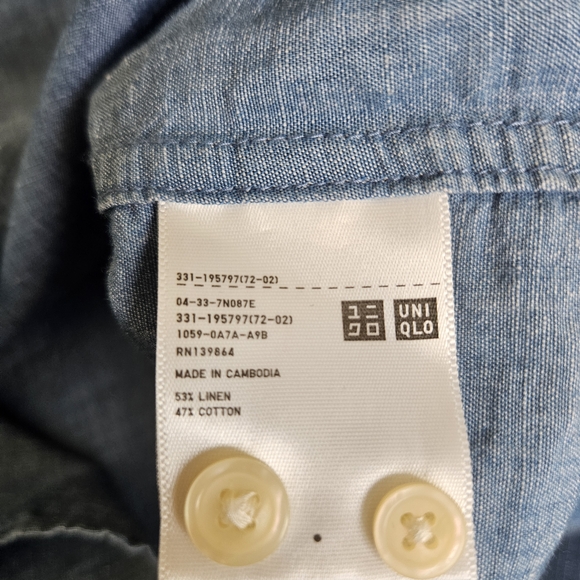 331-195797(72-02)
04-33-7N087E
331-195797(72-02)
1059-0A7A-A9B
RN139864
MADE IN CAMBODIA
53% LINEN
47% COTTON
ユニ
クロ
UNI
QLO